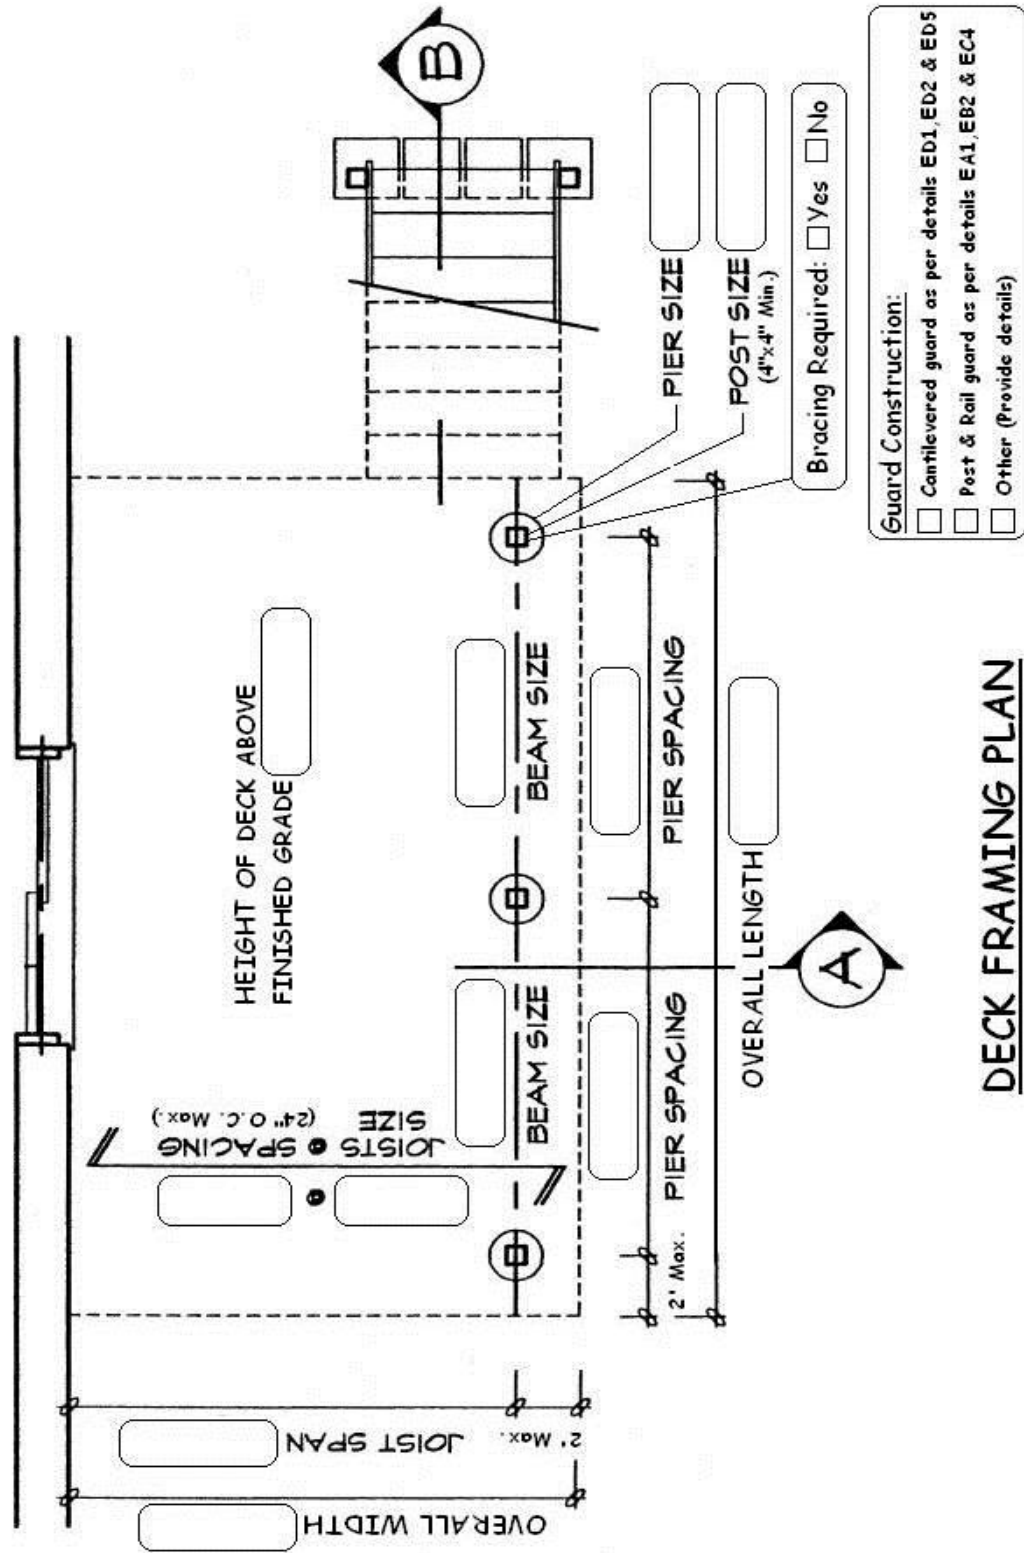 OVERALL WIDTH
JOIST SPAN
2' Max.
JOISTS @ SPACING
SIZE
(24" O.C. Max.)
@
HEIGHT OF DECK ABOVE
FINISHED GRADE
BEAM SIZE
BEAM SIZE
2' Max.
PIER SPACING
PIER SPACING
OVERALL LENGTH
A
B
PIER SIZE
POST SIZE
(4"x4" Min.)
Bracing Required: Yes No
Guard Construction:
Cantilevered guard as per details ED1, ED2 & ED5
Post & Rail guard as per details EA1, EB2 & EC4
Other (Provide details)
DECK FRAMING PLAN